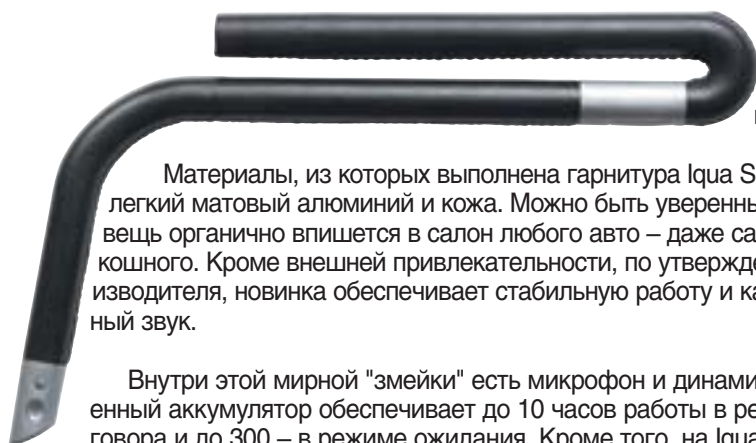 Материалы, из которых выполнена гарнитура Iqua S
легкий матовый алюминий и кожа. Можно быть уверенны
вещь органично впишется в салон любого авто – даже са
кошного. Кроме внешней привлекательности, по утвержде
изводителя, новинка обеспечивает стабильную работу и ка
ный звук.
Внутри этой мирной "змейки" есть микрофон и динами
енный аккумулятор обеспечивает до 10 часов работы в ре
говора и до 300 – в режиме ожидания. Кроме того, на Iqua